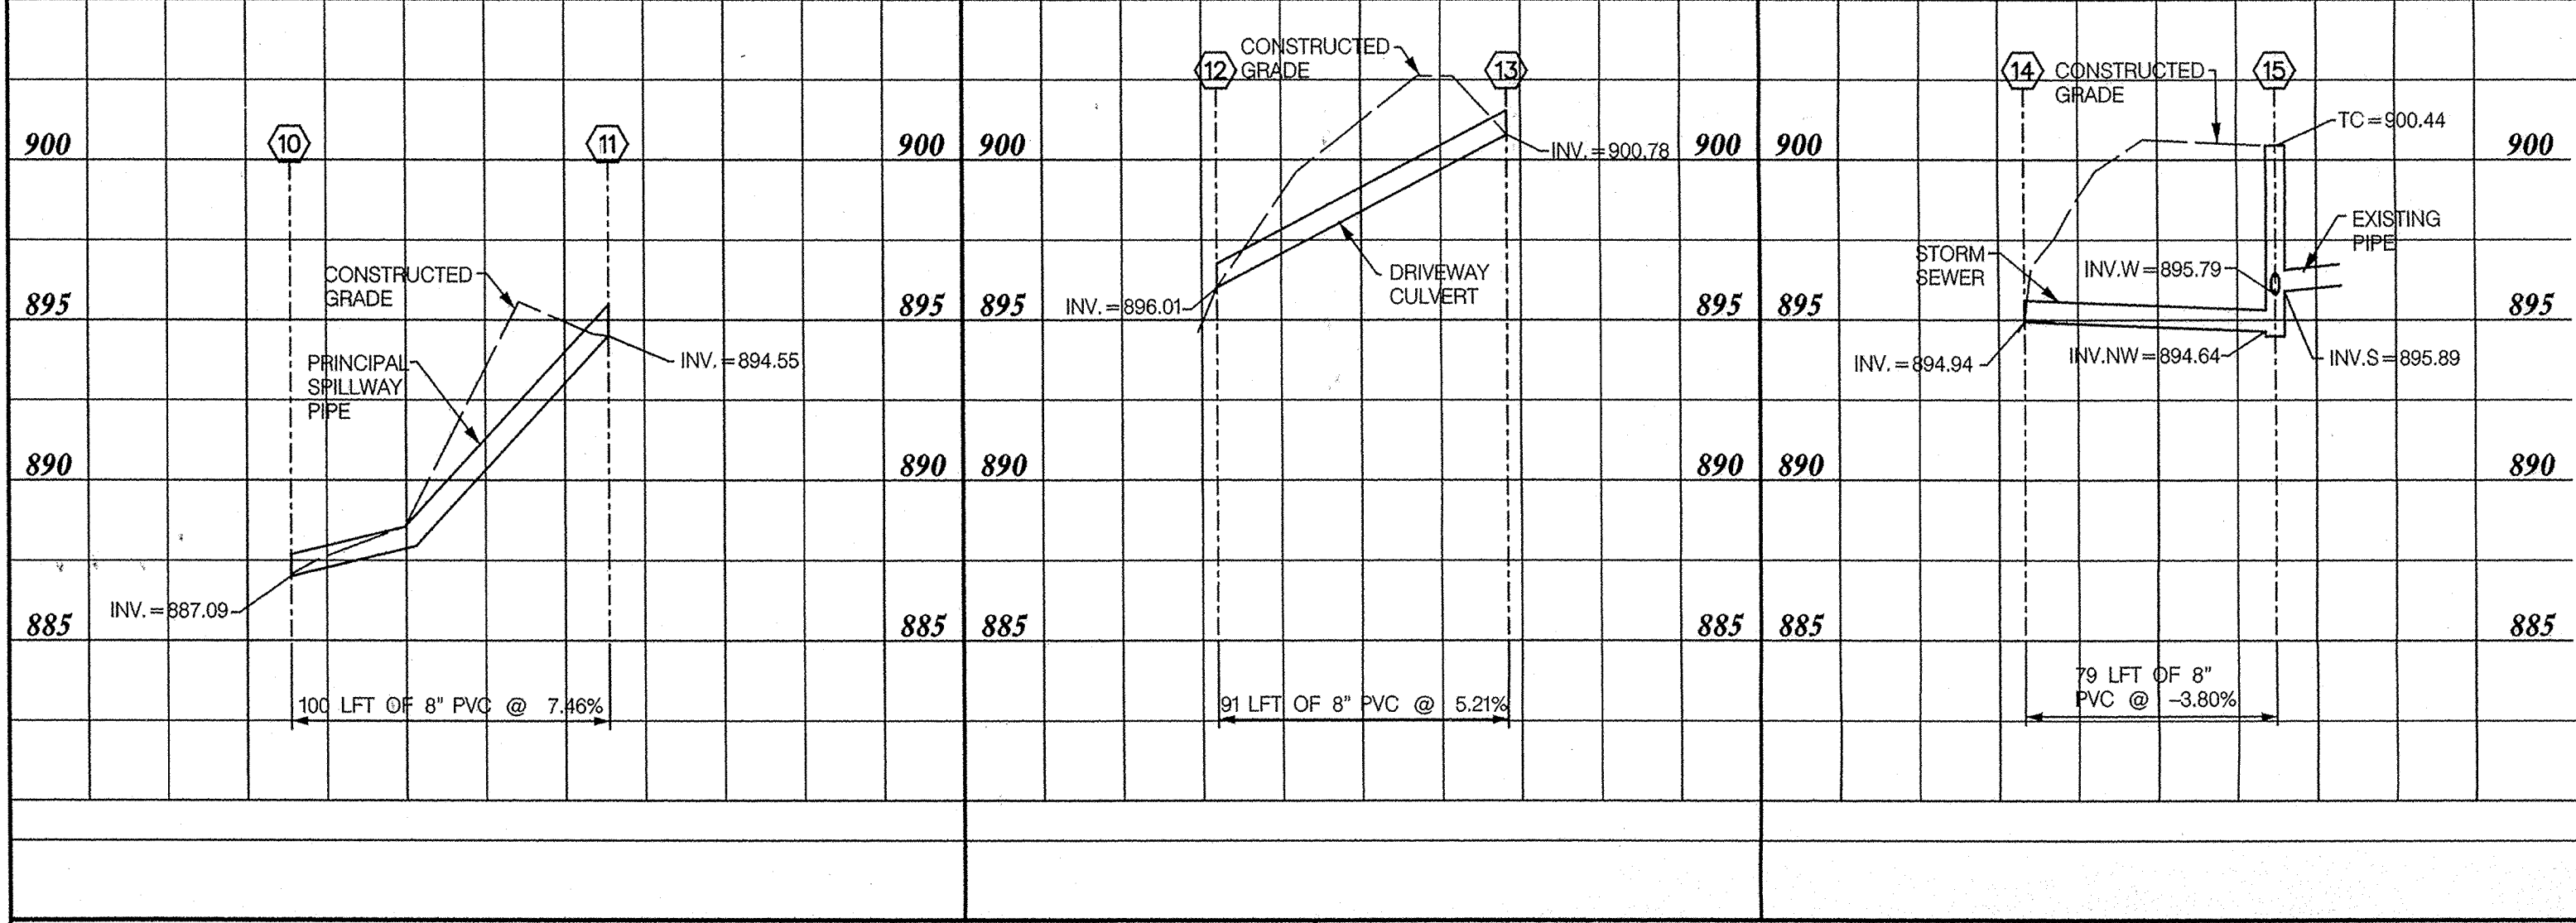 10
11
900
900
CONSTRUCTED
GRADE
895
895
PRINCIPAL
SPILLWAY
PIPE
INV.=894.55
890
890
INV.=887.09
885
885
100 LFT OF 8" PVC @ 7.46%
12
CONSTRUCTED
GRADE
13
900
INV.=900.78
900
DRIVEWAY
CULVERT
895
INV.=896.01
895
890
890
885
885
91 LFT OF 8" PVC @ 5.21%
14
CONSTRUCTED
GRADE
15
TC=900.44
900
900
EXISTING
PIPE
STORM
SEWER
INV.W=895.79
895
895
INV.=894.94
INV.NW=894.64
INV.S=895.89
890
890
885
885
79 LFT OF 8"
PVC @ -3.80%